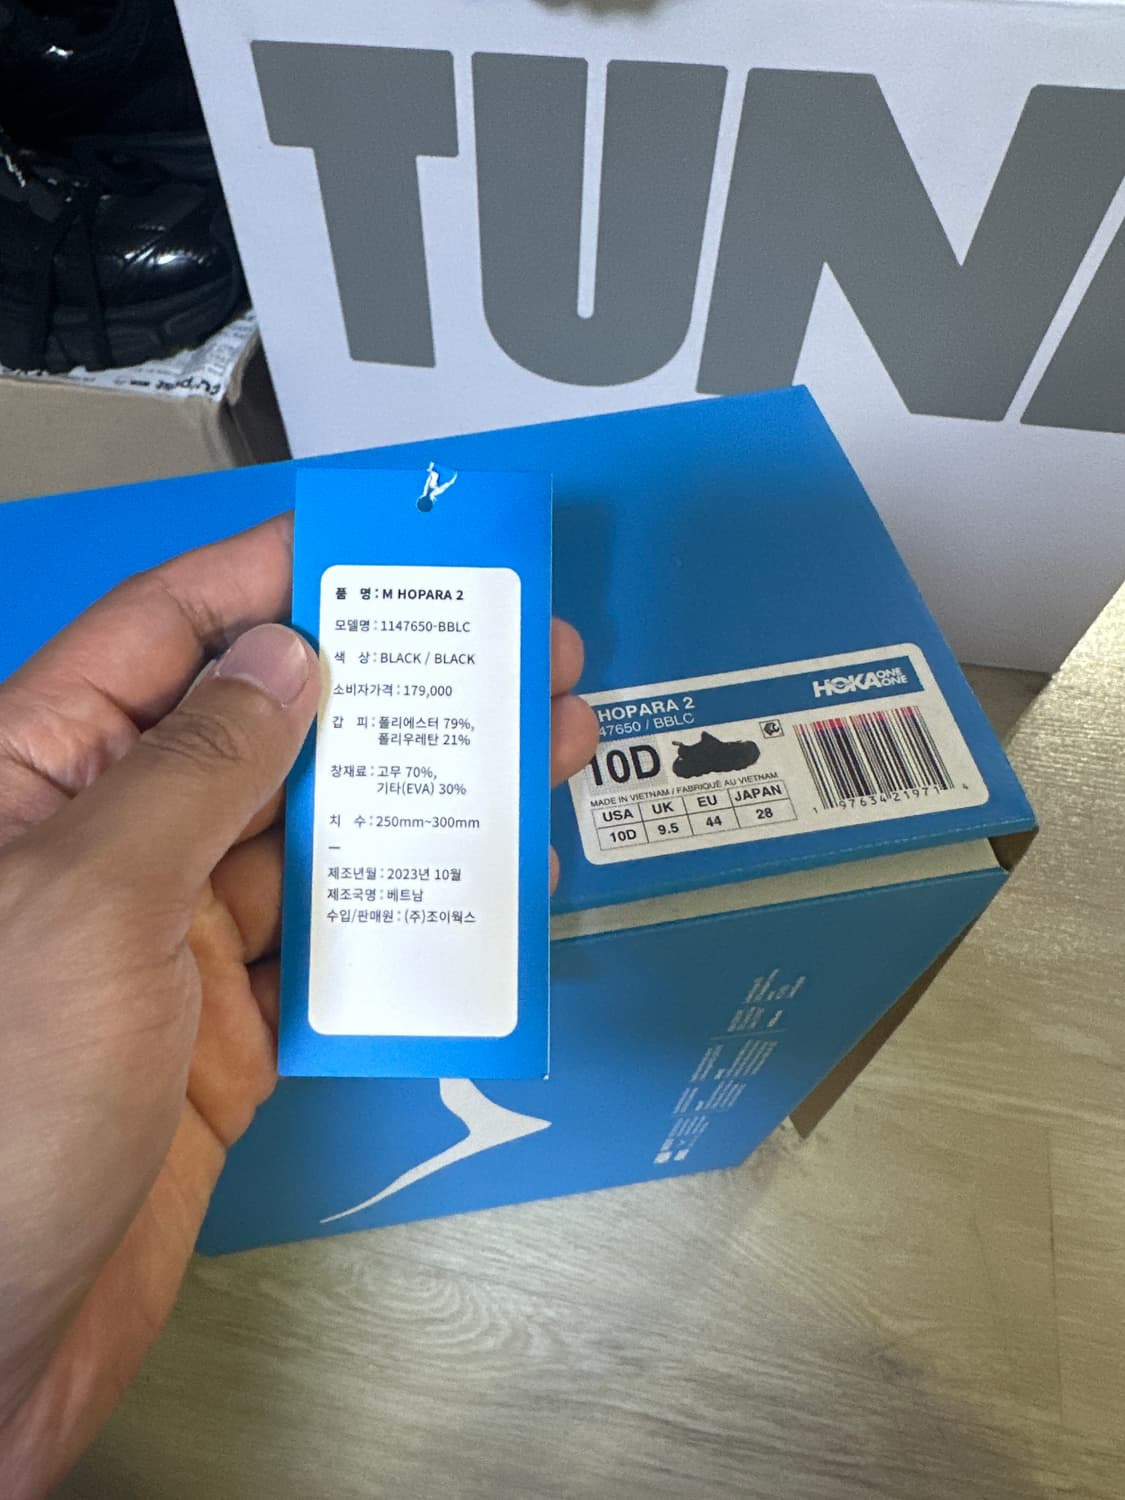 TUN
품 명 : M HOPARA 2
모델명 : 1147650-BBLC
색 상 : BLACK / BLACK
소비자가격 : 179,000
갑 피 : 폴리에스터 79%,
폴리우레탄 21%
창재료 : 고무 70%,
기타(EVA) 30%
치 수 : 250mm~300mm
—
제조년월 : 2023년 10월
제조국명 : 베트남
수입/판매원 : (주)조이웍스
HOPARA 2
47650 / BBLC
HOKA ONE ONE
10D
MADE IN VIETNAM / FABRIQUÉ AU VIETNAM
USA UK EU JAPAN
10D 9.5 44 28
1 97634 21971 4